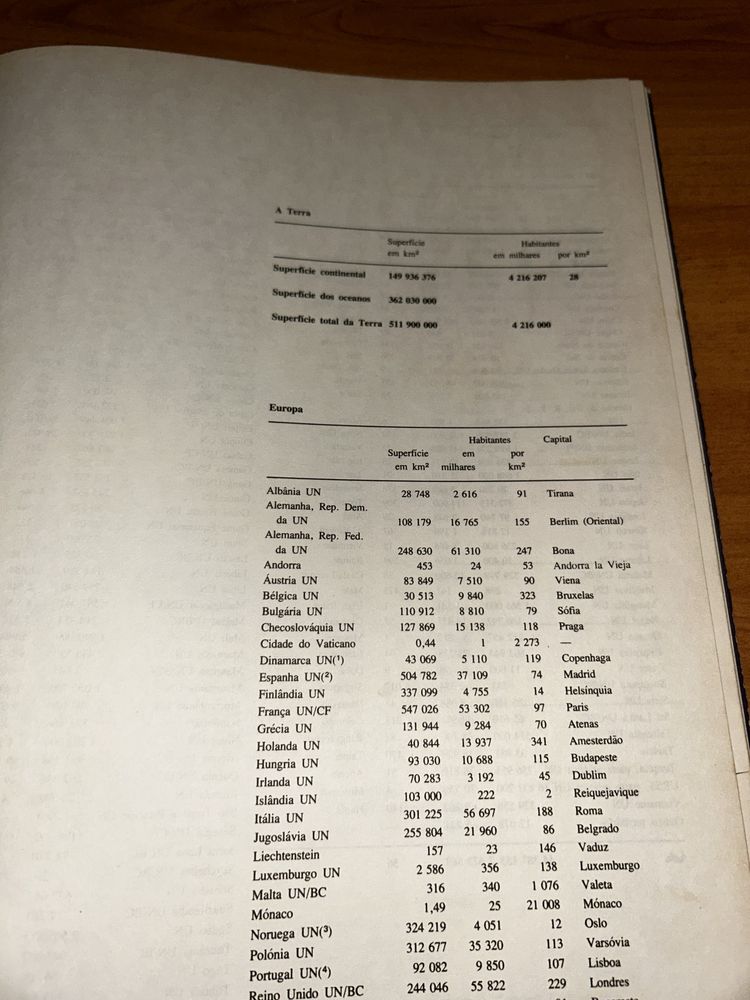 A Terra
Superfície Habitantes
em km² em milhares por km²
Superfície continental 149 936 376 4 216 207 28
Superfície dos oceanos 362 030 000
Superfície total da Terra 511 900 000 4 216 000
Europa
Habitantes Capital
Superfície em por
em km² milhares km²
Albânia UN 28 748 2 616 91 Tirana
Alemanha, Rep. Dem.
da UN 108 179 16 765 155 Berlim (Oriental)
Alemanha, Rep. Fed.
da UN 248 630 61 310 247 Bona
Andorra 453 24 53 Andorra la Vieja
Áustria UN 83 849 7 510 90 Viena
Bélgica UN 30 513 9 840 323 Bruxelas
Bulgária UN 110 912 8 810 79 Sófia
Checoslováquia UN 127 869 15 138 118 Praga
Cidade do Vaticano 0,44 1 2 273 —
Dinamarca UN(¹) 43 069 5 110 119 Copenhaga
Espanha UN(²) 504 782 37 109 74 Madrid
Finlândia UN 337 099 4 755 14 Helsínquia
França UN/CF 547 026 53 302 97 Paris
Grécia UN 131 944 9 284 70 Atenas
Holanda UN 40 844 13 937 341 Amesterdão
Hungria UN 93 030 10 688 115 Budapeste
Irlanda UN 70 283 3 192 45 Dublim
Islândia UN 103 000 222 2 Reiquejavique
Itália UN 301 225 56 697 188 Roma
Jugoslávia UN 255 804 21 960 86 Belgrado
Liechtenstein 157 23 146 Vaduz
Luxemburgo UN 2 586 356 138 Luxemburgo
Malta UN/BC 316 340 1 076 Valeta
Mónaco 1,49 25 21 008 Mónaco
Noruega UN(³) 324 219 4 051 12 Oslo
Polónia UN 312 677 35 320 113 Varsóvia
Portugal UN(⁴) 92 082 9 850 107 Lisboa
Reino Unido UN/BC 244 046 55 822 229 Londres